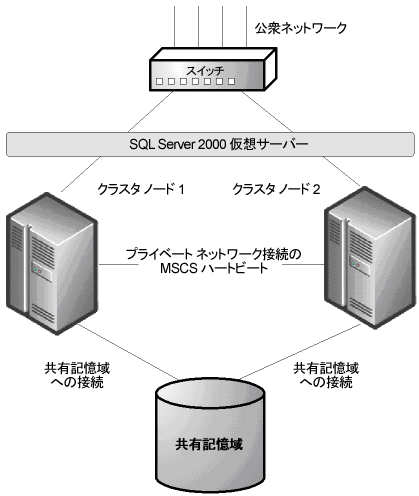 公衆ネットワーク
スイッチ
SQL Server 2000 仮想サーバー
クラスタ ノード 1
クラスタ ノード 2
プライベート ネットワーク接続の
MSCS ハートビート
共有記憶域
への接続
共有記憶域
への接続
共有記憶域